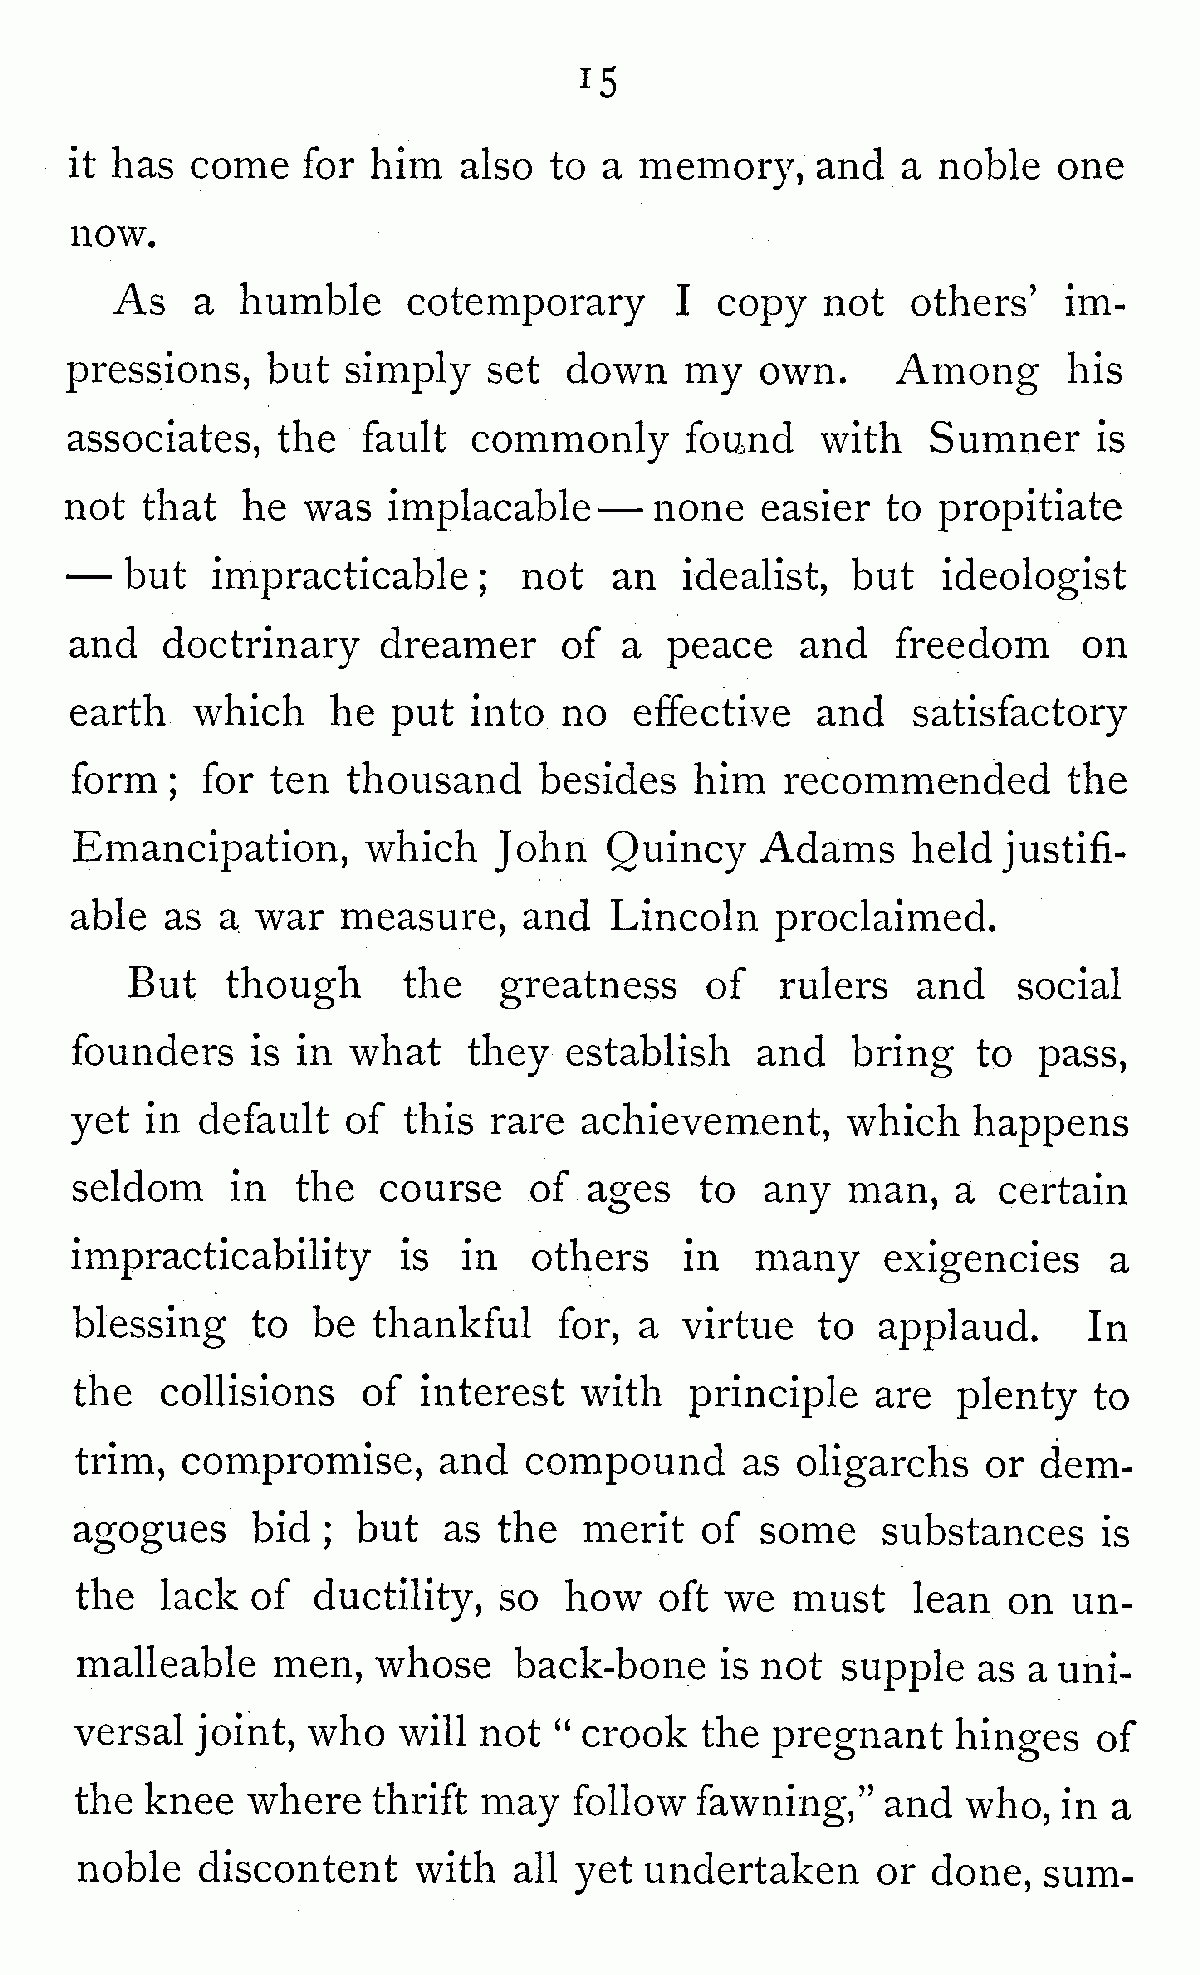 15
it has come for him also to a memory, and a noble one
now.
As a humble cotemporary I copy not others' im-
pressions, but simply set down my own. Among his
associates, the fault commonly found with Sumner is
not that he was implacable— none easier to propitiate
— but impracticable ; not an idealist, but ideologist
and doctrinary dreamer of a peace and freedom on
earth which he put into no effective and satisfactory
form ; for ten thousand besides him recommended the
Emancipation, which John Quincy Adams held justifi-
able as a war measure, and Lincoln proclaimed.
But though the greatness of rulers and social
founders is in what they establish and bring to pass,
yet in default of this rare achievement, which happens
seldom in the course of ages to any man, a certain
impracticability is in others in many exigencies a
blessing to be thankful for, a virtue to applaud. In
the collisions of interest with principle are plenty to
trim, compromise, and compound as oligarchs or dem-
agogues bid ; but as the merit of some substances is
the lack of ductility, so how oft we must lean on un-
malleable men, whose back-bone is not supple as a uni-
versal joint, who will not " crook the pregnant hinges of
the knee where thrift may follow fawning," and who, in a
noble discontent with all yet undertaken or done, sum-